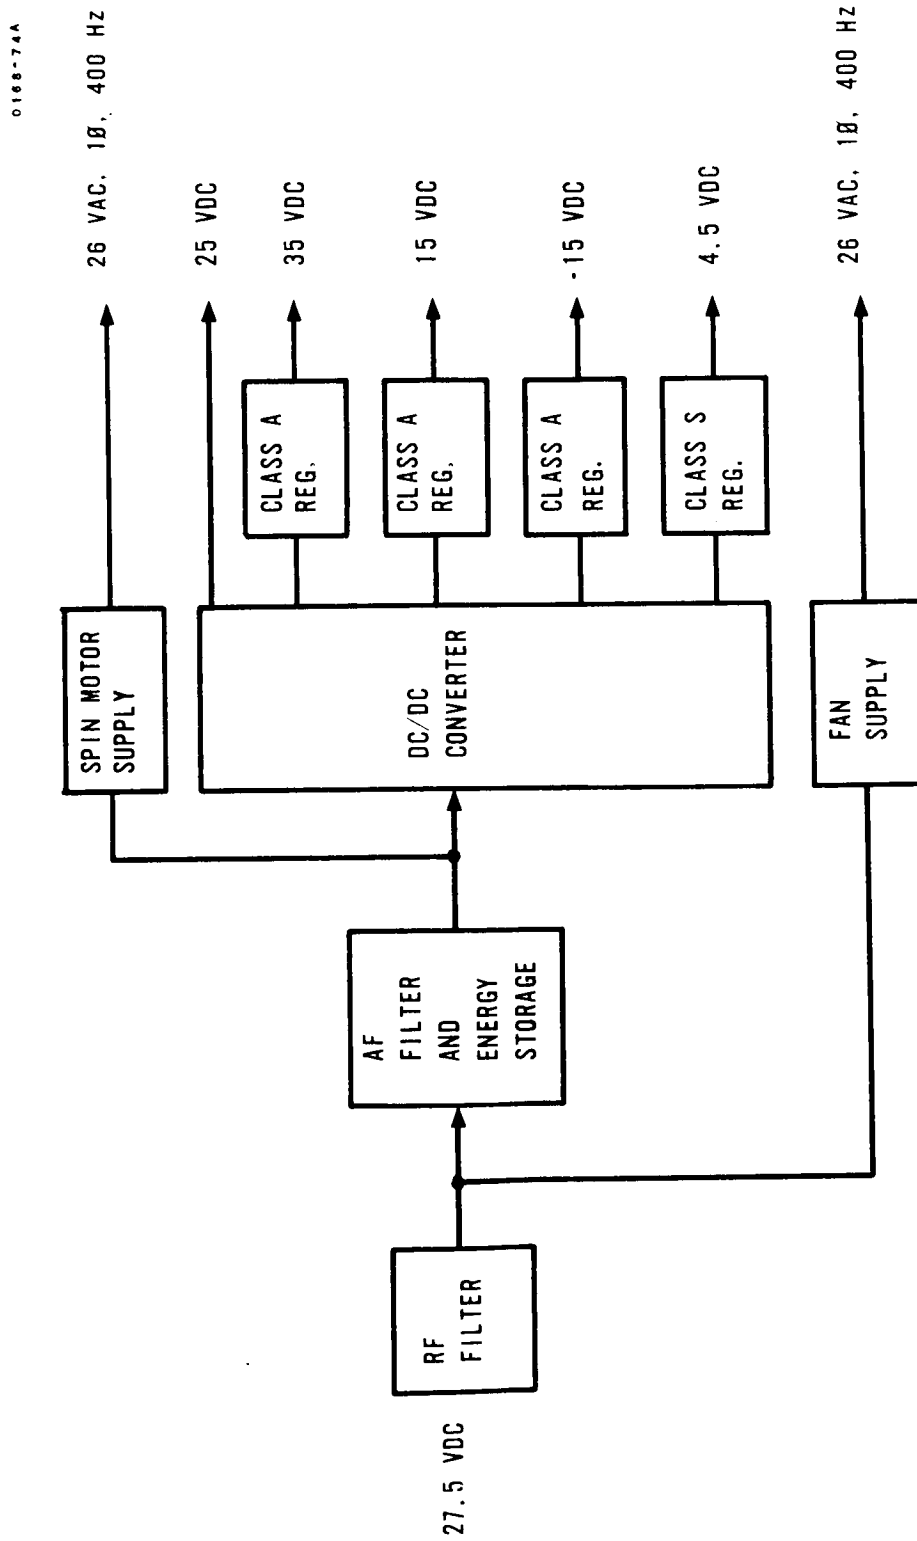 0168-74A
26 VAC, 1Ø, 400 Hz
SPIN MOTOR
SUPPLY
25 VDC
35 VDC
CLASS A
REG.
15 VDC
CLASS A
REG.
-15 VDC
CLASS A
REG.
4.5 VDC
CLASS S
REG.
DC/DC
CONVERTER
AF
FILTER
AND
ENERGY
STORAGE
RF
FILTER
27.5 VDC
26 VAC, 1Ø, 400 Hz
FAN
SUPPLY